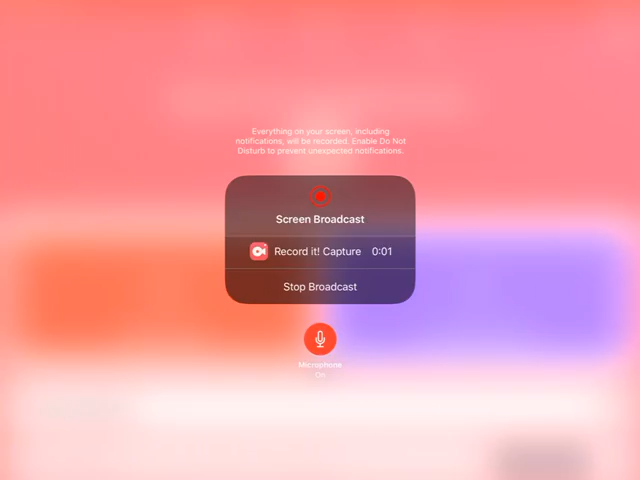 Everything on your screen, including
notifications, will be recorded. Enable Do Not
Disturb to prevent unexpected notifications.
Screen Broadcast
Record it! Capture 0:01
Stop Broadcast
Microphone
On